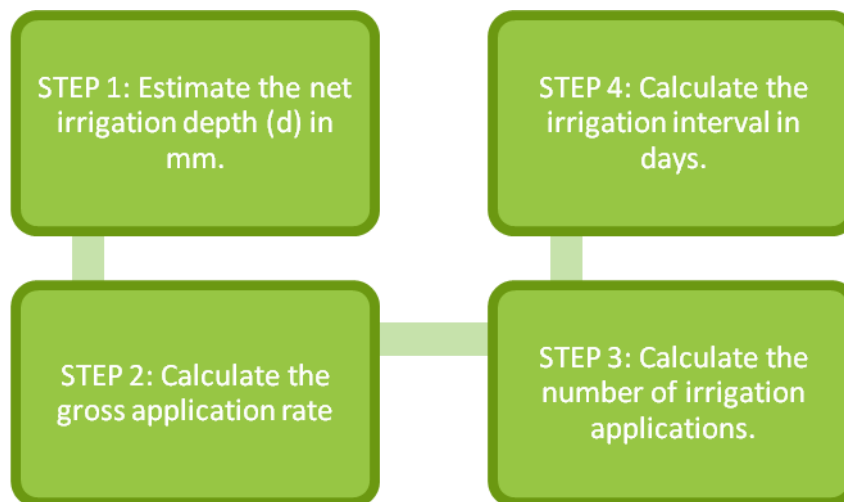 STEP 1: Estimate the net
irrigation depth (d) in
mm.
STEP 2: Calculate the
gross application rate
STEP 3: Calculate the
number of irrigation
applications.
STEP 4: Calculate the
irrigation interval in
days.